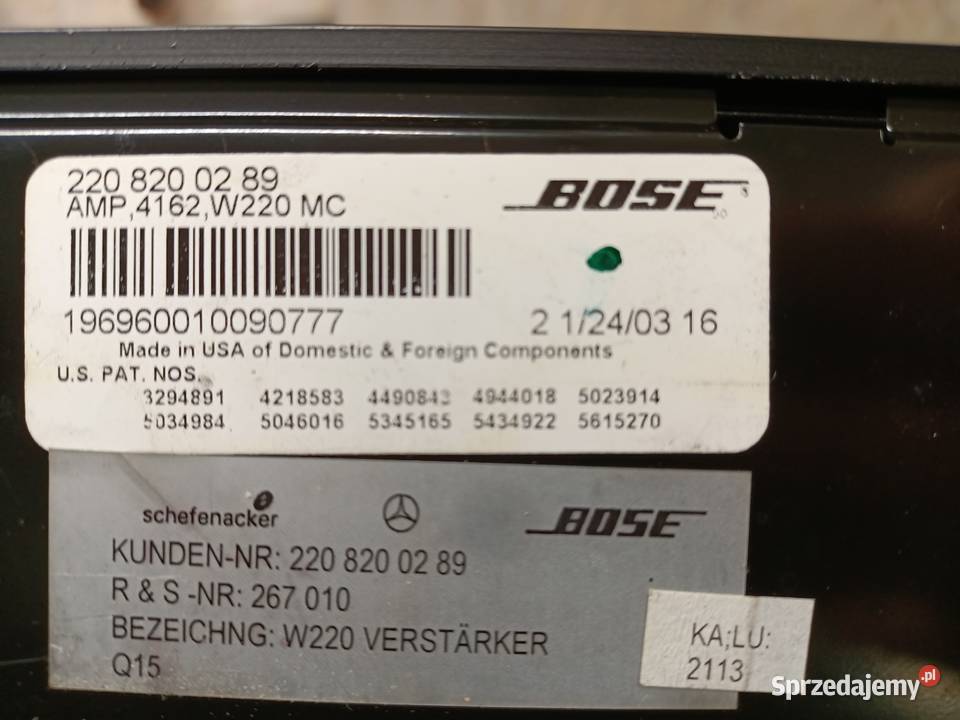 220 820 02 89
AMP,4162,W220 MC
BOSE
196960010090777
2 1/24/03 16
Made in USA of Domestic & Foreign Components
U.S. PAT. NOS.
3294891 4218583 4490843 4944018 5023914
5034984 5046016 5345165 5434922 5615270
schefenacker
BOSE
KUNDEN-NR: 220 820 02 89
R & S -NR: 267 010
BEZEICHNG: W220 VERSTÄRKER
Q15
KA;LU:
2113
Sprzedajemy.pl